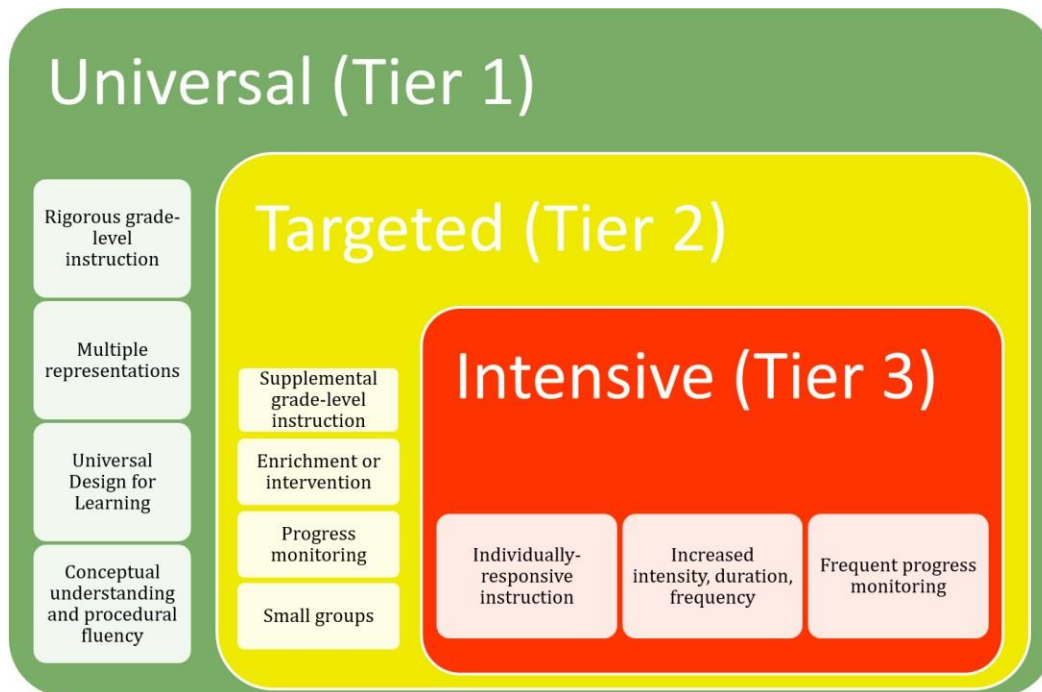 Universal (Tier 1)
Rigorous grade-
level
instruction
Multiple
representations
Universal
Design for
Learning
Conceptual
understanding
and procedural
fluency
Targeted (Tier 2)
Supplemental
grade-level
instruction
Enrichment or
intervention
Progress
monitoring
Small groups
Intensive (Tier 3)
Individually-
responsive
instruction
Increased
intensity, duration,
frequency
Frequent progress
monitoring